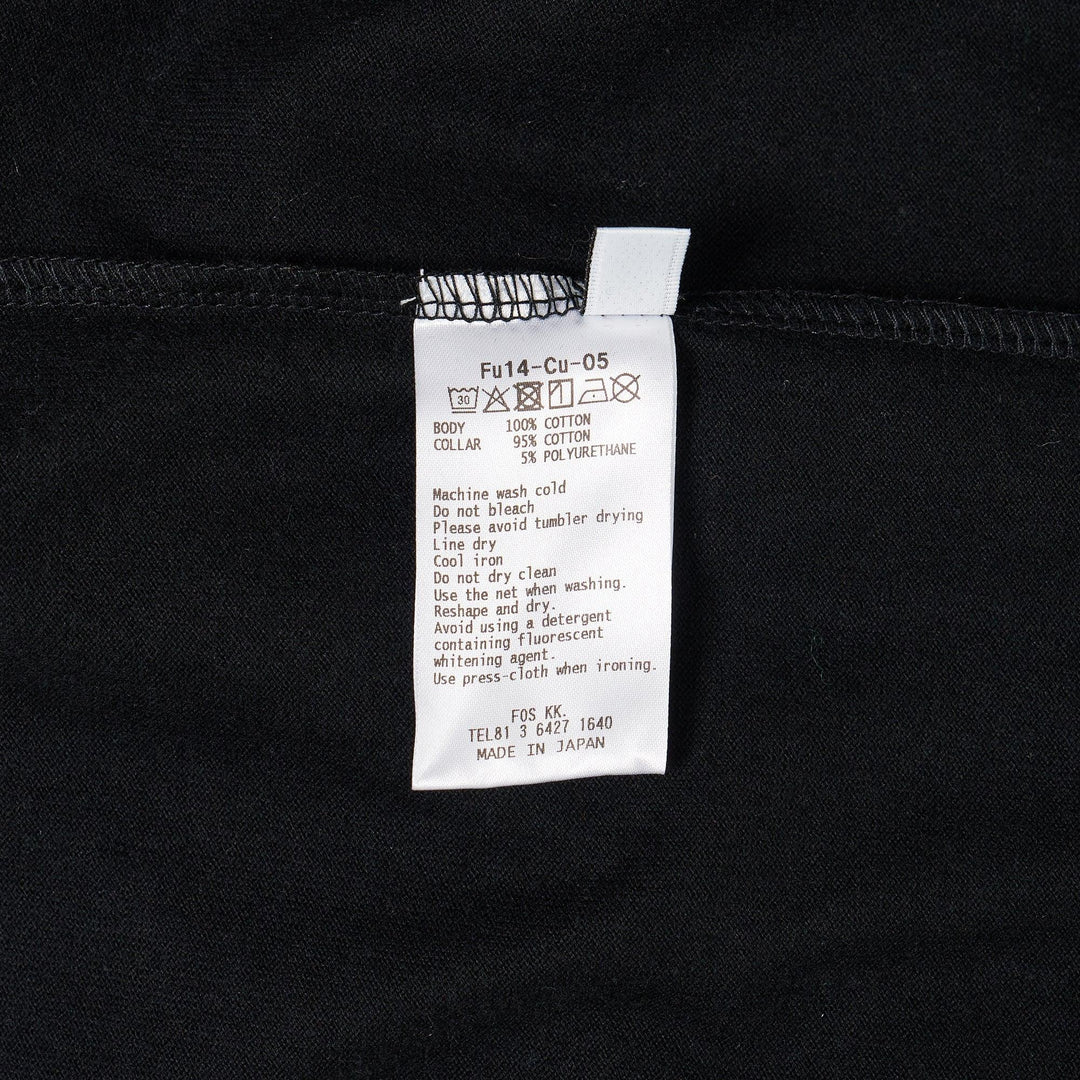 Fu14-Cu-05
30
BODY 100% COTTON
COLLAR 95% COTTON
5% POLYURETHANE
Machine wash cold
Do not bleach
Please avoid tumbler drying
Line dry
Cool iron
Do not dry clean
Use the net when washing.
Reshape and dry.
Avoid using a detergent
containing fluorescent
whitening agent.
Use press-cloth when ironing.
FOS KK.
TEL81 3 6427 1640
MADE IN JAPAN